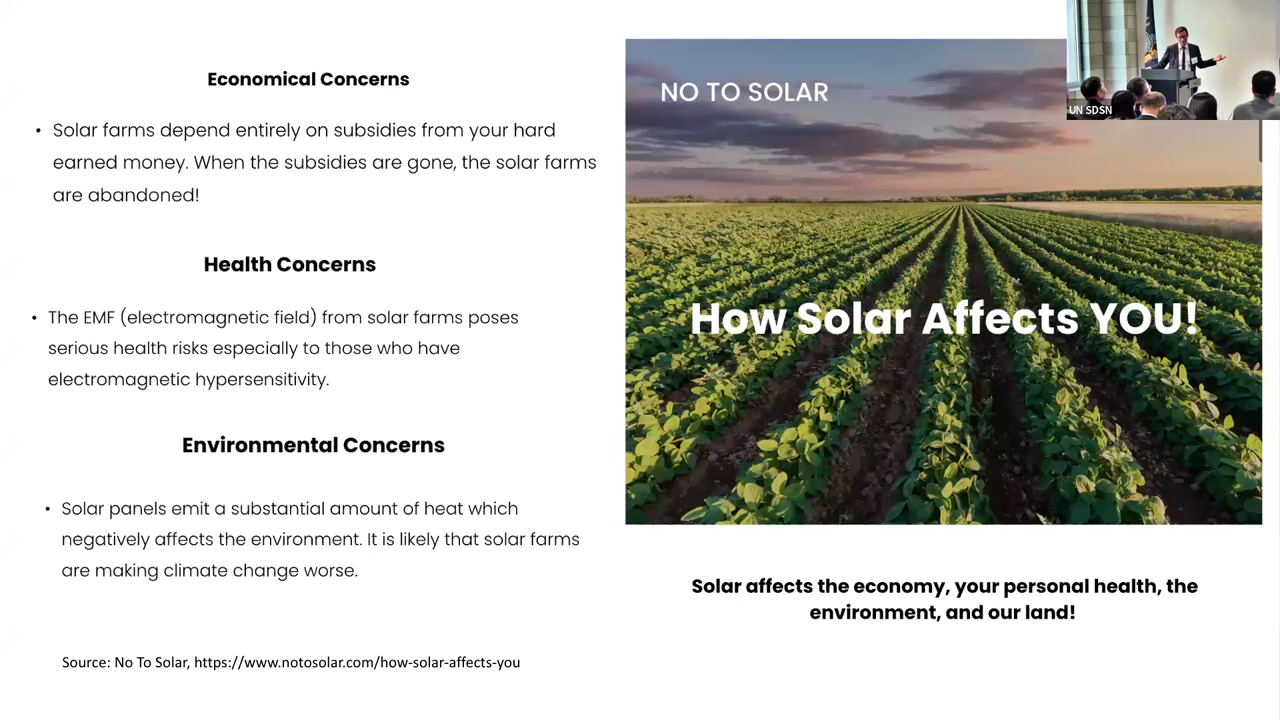 Economical Concerns
• Solar farms depend entirely on subsidies from your hard
earned money. When the subsidies are gone, the solar farms
are abandoned!
Health Concerns
• The EMF (electromagnetic field) from solar farms poses
serious health risks especially to those who have
electromagnetic hypersensitivity.
Environmental Concerns
• Solar panels emit a substantial amount of heat which
negatively affects the environment. It is likely that solar farms
are making climate change worse.
Source: No To Solar, https://www.notosolar.com/how-solar-affects-you
NO TO SOLAR
How Solar Affects YOU!
Solar affects the economy, your personal health, the
environment, and our land!
UN SDSN